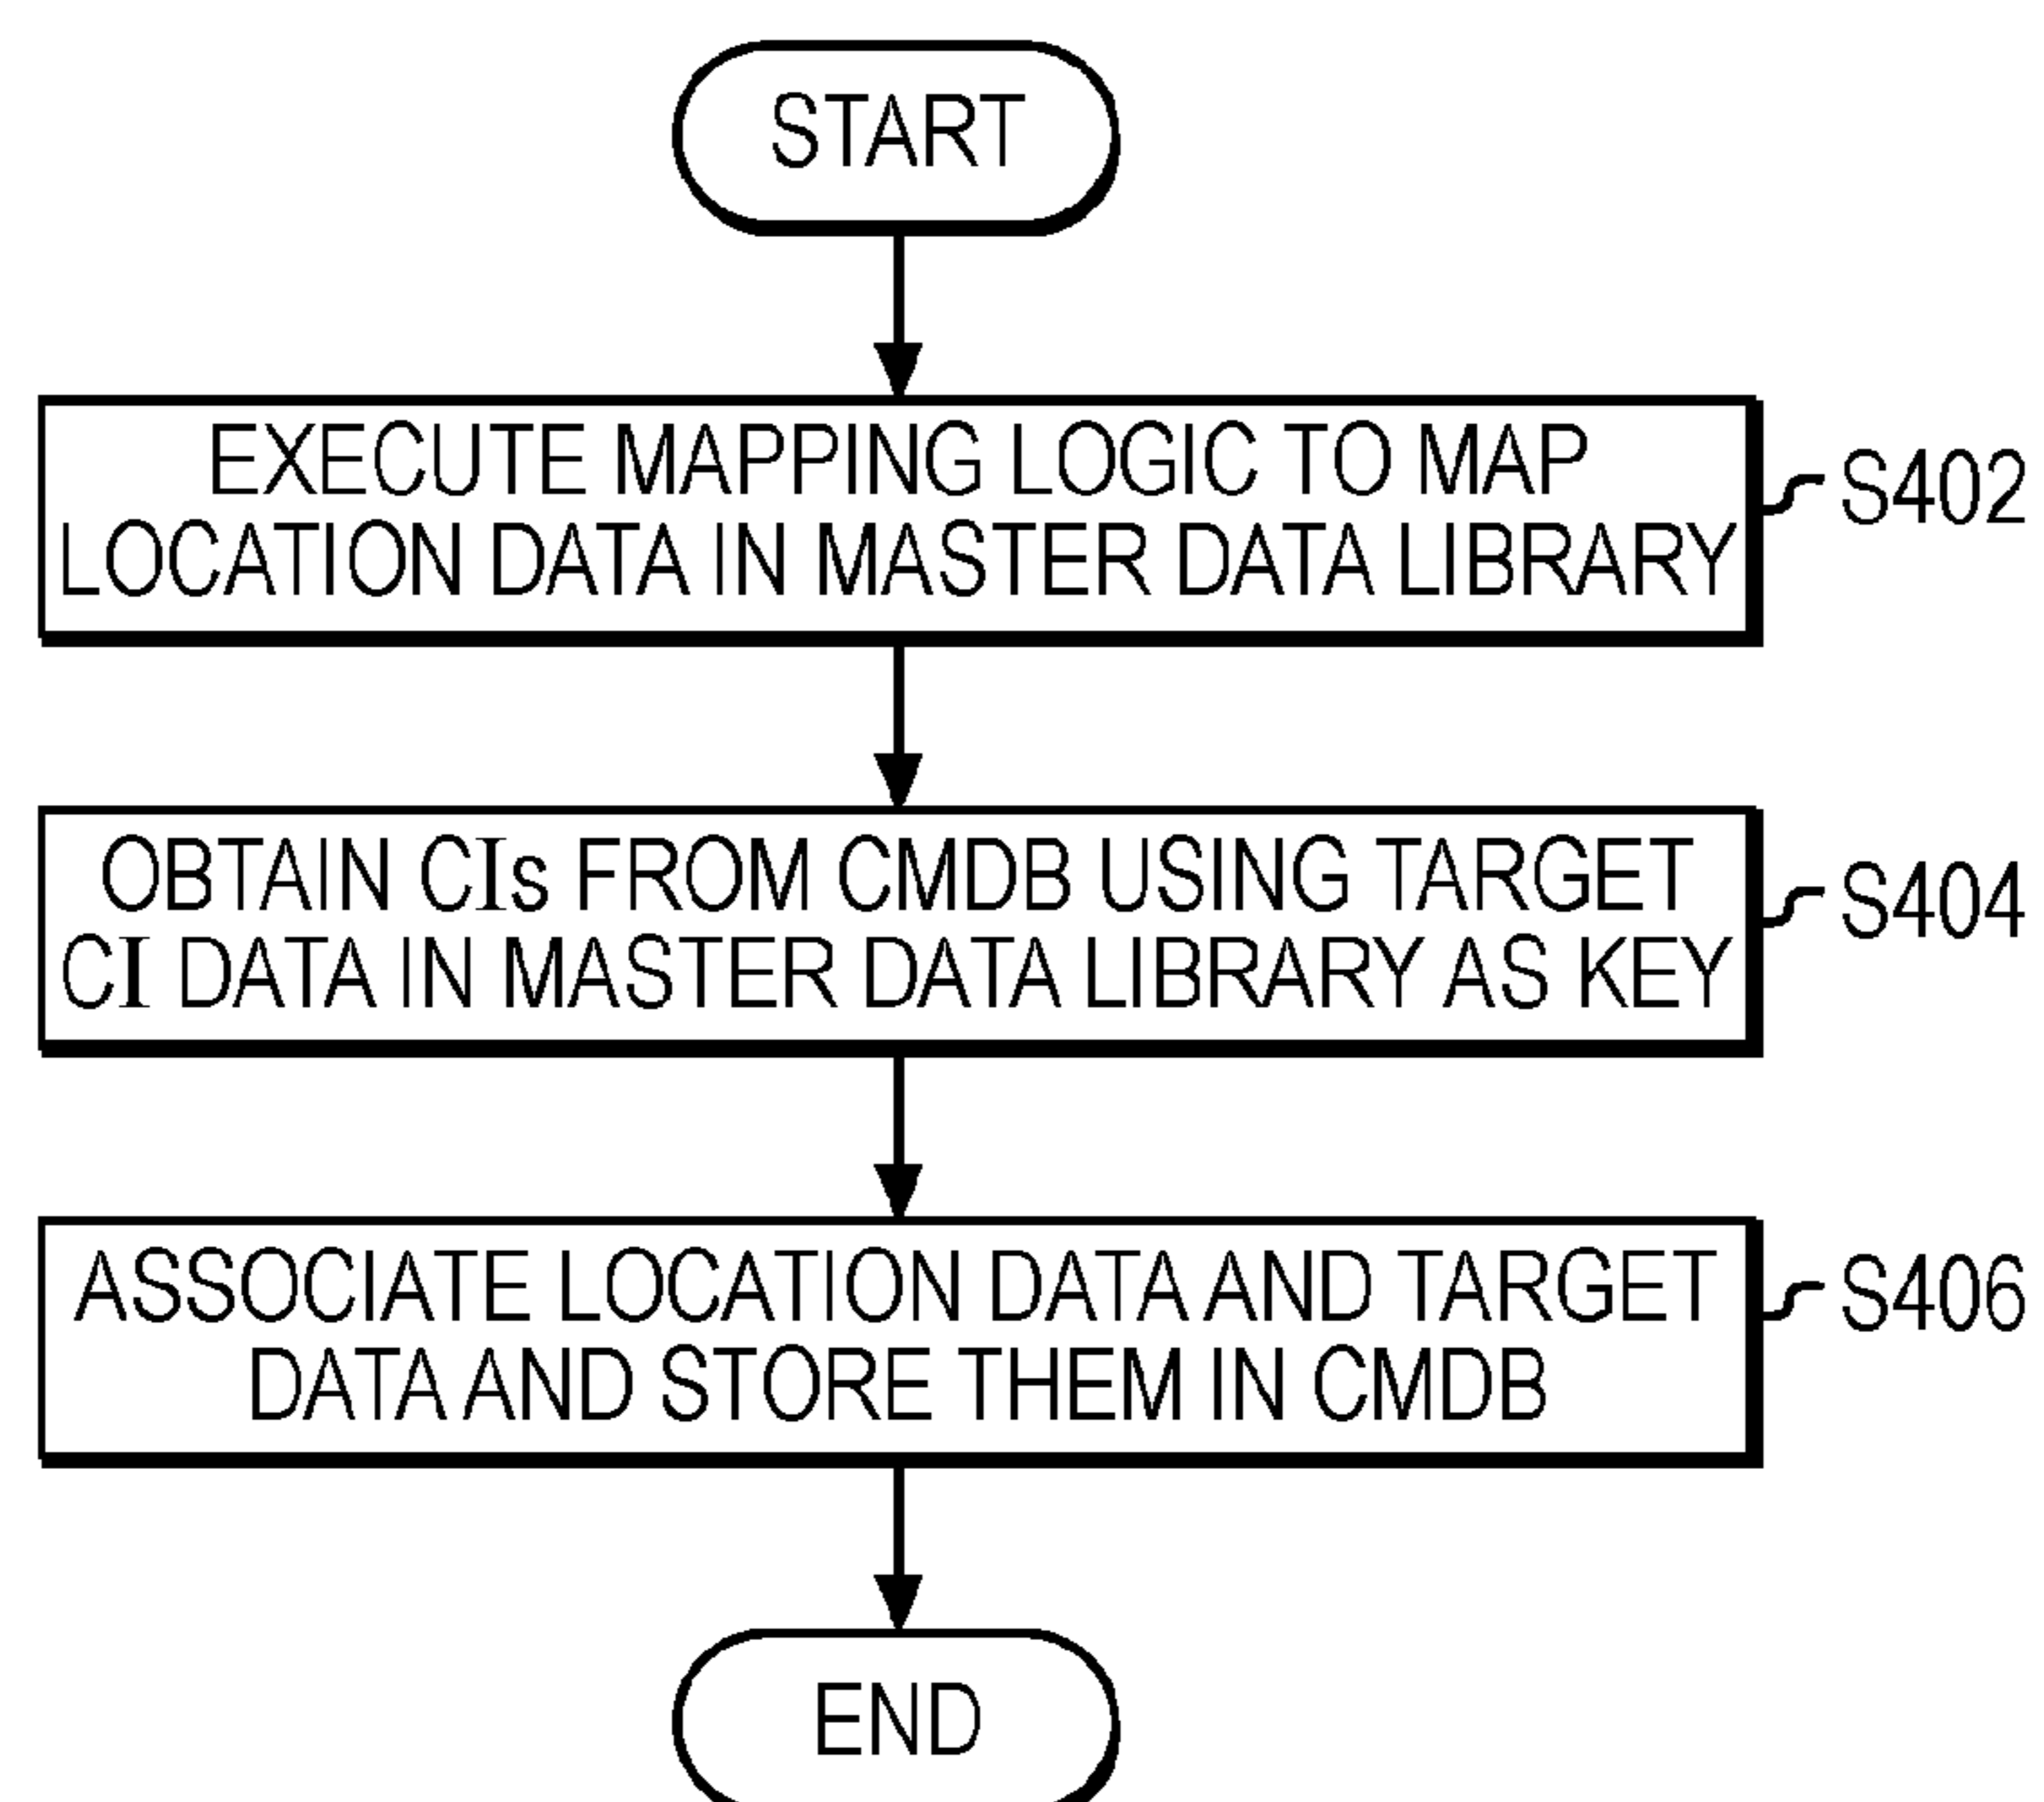 START
EXECUTE MAPPING LOGIC TO MAP
LOCATION DATA IN MASTER DATA LIBRARY
S402
OBTAIN CIs FROM CMDB USING TARGET
CI DATA IN MASTER DATA LIBRARY AS KEY
S404
ASSOCIATE LOCATION DATA AND TARGET
DATA AND STORE THEM IN CMDB
S406
END